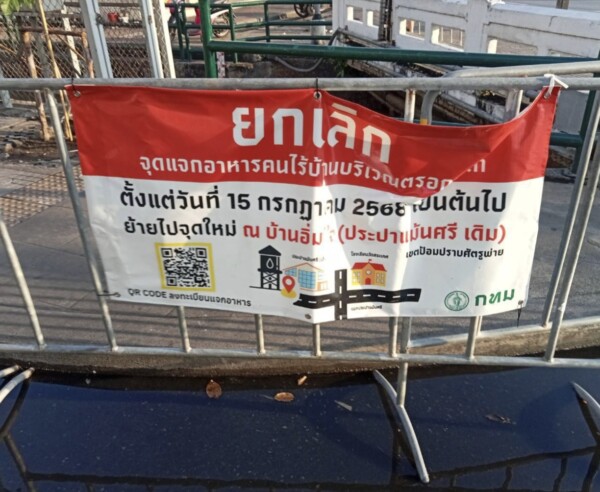 ยกเลิก
จุดแจกอาหารคนไร้บ้านบริเวณตรอก
ตั้งแต่วันที่ 15 กรกฎาคม 2568 เป็นต้นไป
ย้ายไปจุดใหม่ ณ บ้านอิ่มใจ (ประปาแม้นศรี เดิม)
เขตป้อมปราบศัตรูพ่าย
QR CODE ลงทะเบียนแจกอาหาร
กทม